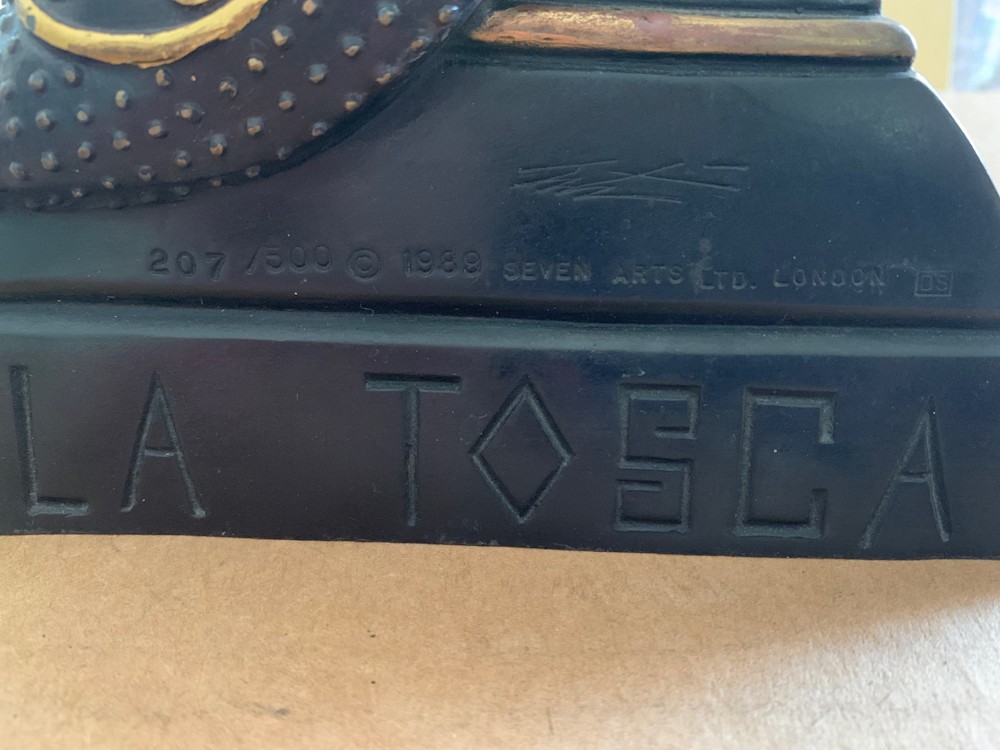 207 /500 © 1989 SEVEN ARTS LTD. LONDON DS
LA TOSCA